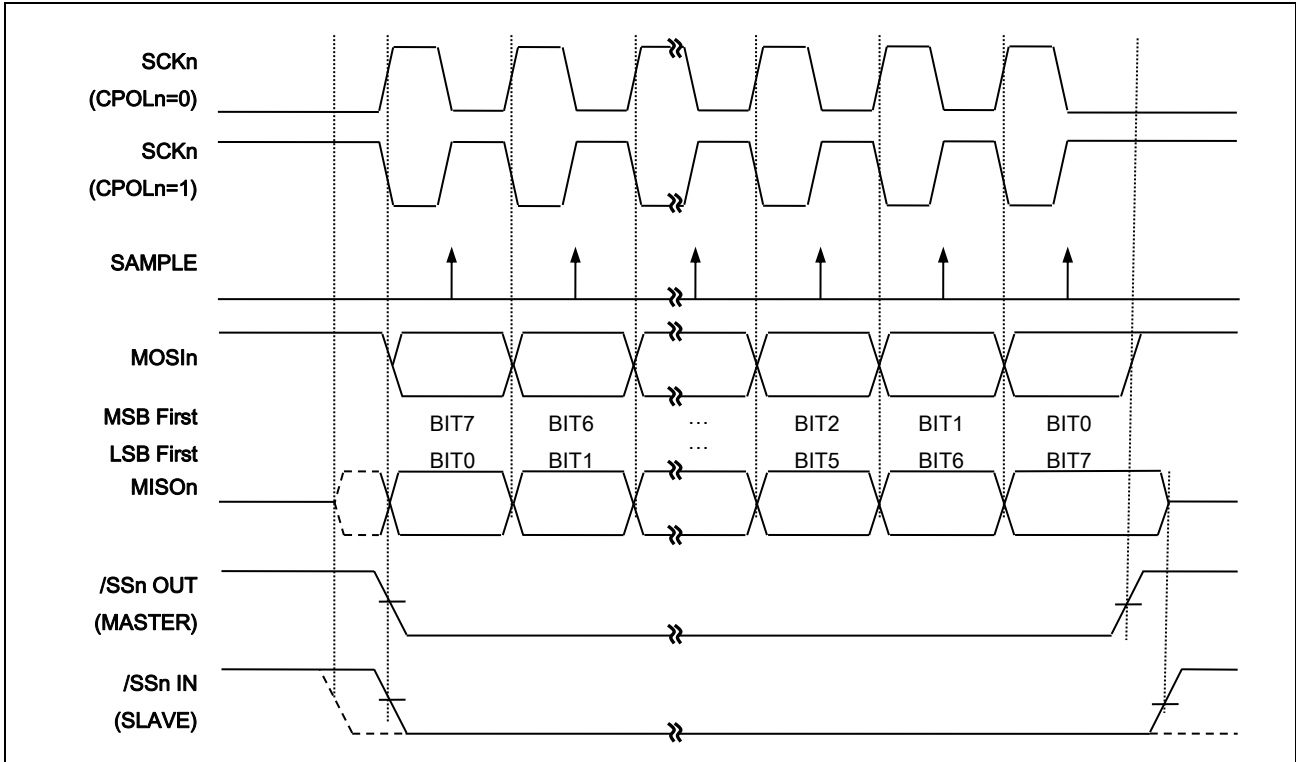 SCKn
(CPOLn=0)
SCKn
(CPOLn=1)
SAMPLE
MOSIn
MSB First BIT7 BIT6 ... BIT2 BIT1 BIT0
LSB First BIT0 BIT1 ... BIT5 BIT6 BIT7
MISOn
/SSn OUT
(MASTER)
/SSn IN
(SLAVE)